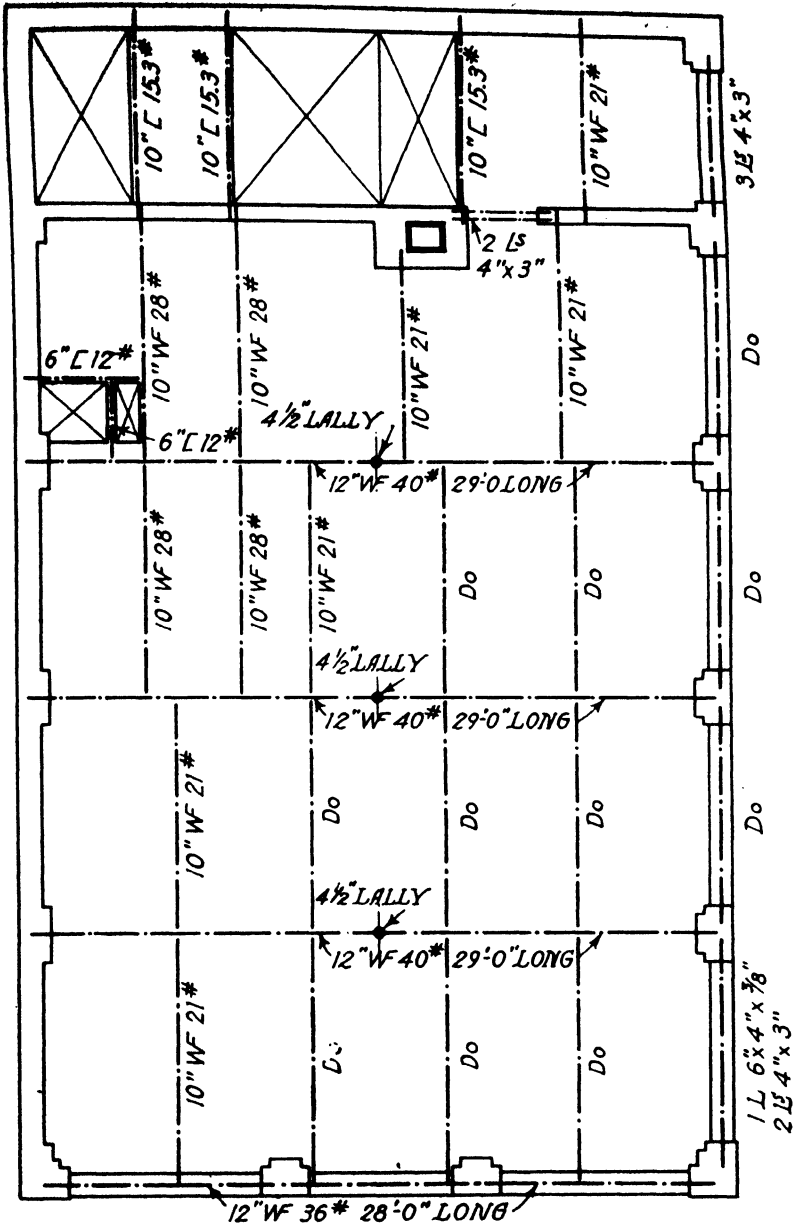 10" [ 15.3#
10" [ 15.3#
10" [ 15.3#
10" WF 21#
3 Ls 4"x3"
2 Ls
4"x3"
10" WF 28#
10" WF 28#
10" WF 21#
10" WF 21#
Do
6" [ 12#
6" [ 12#
4½" LALLY
12" WF 40# 29'-0 LONG
10" WF 28#
10" WF 28#
10" WF 21#
Do
Do
Do
4½" LALLY
12" WF 40# 29'-0" LONG
10" WF 21#
Do
Do
Do
Do
4½" LALLY
12" WF 40# 29'-0" LONG
10" WF 21#
Do
Do
Do
1 L 6"x4"x⅜"
2 Ls 4"x3"
12" WF 36# 28'-0" LONG